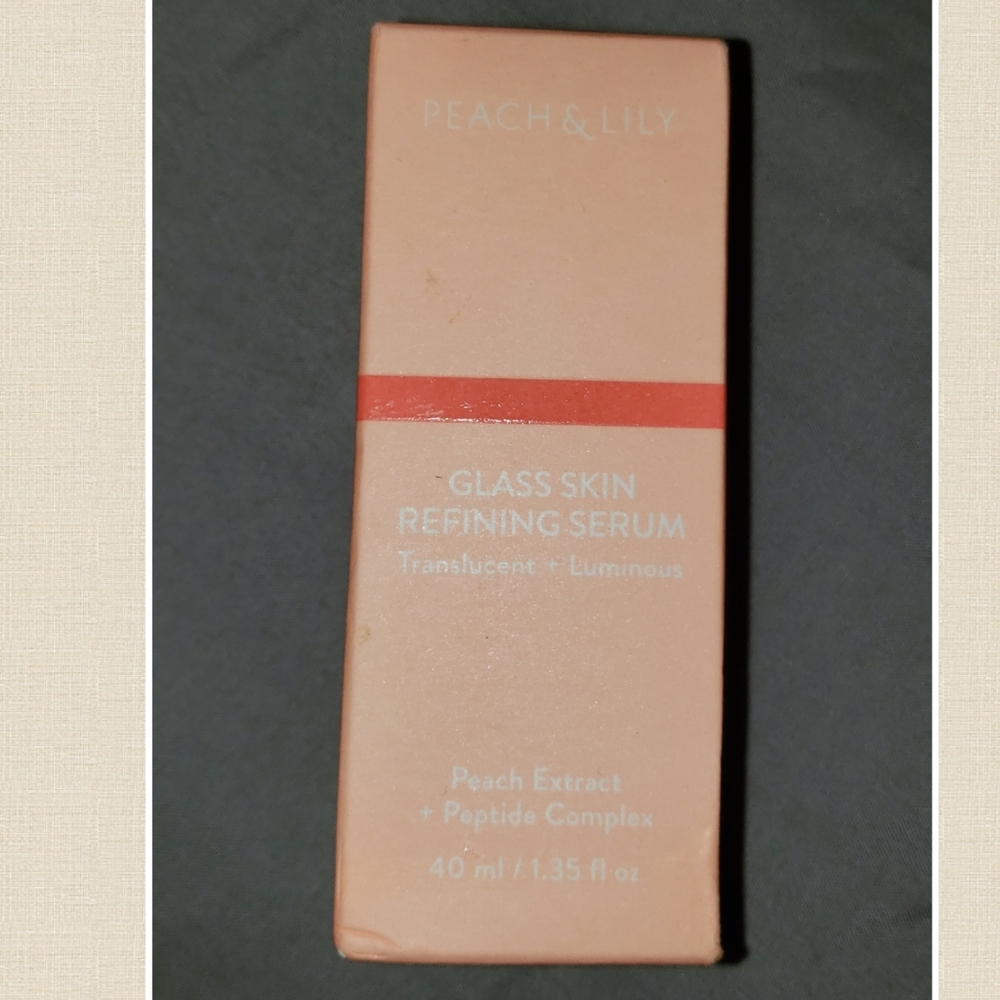 PEACH & LILY
GLASS SKIN
REFINING SERUM
Translucent + Luminous
Peach Extract
+ Peptide Complex
40 ml / 1.35 fl oz